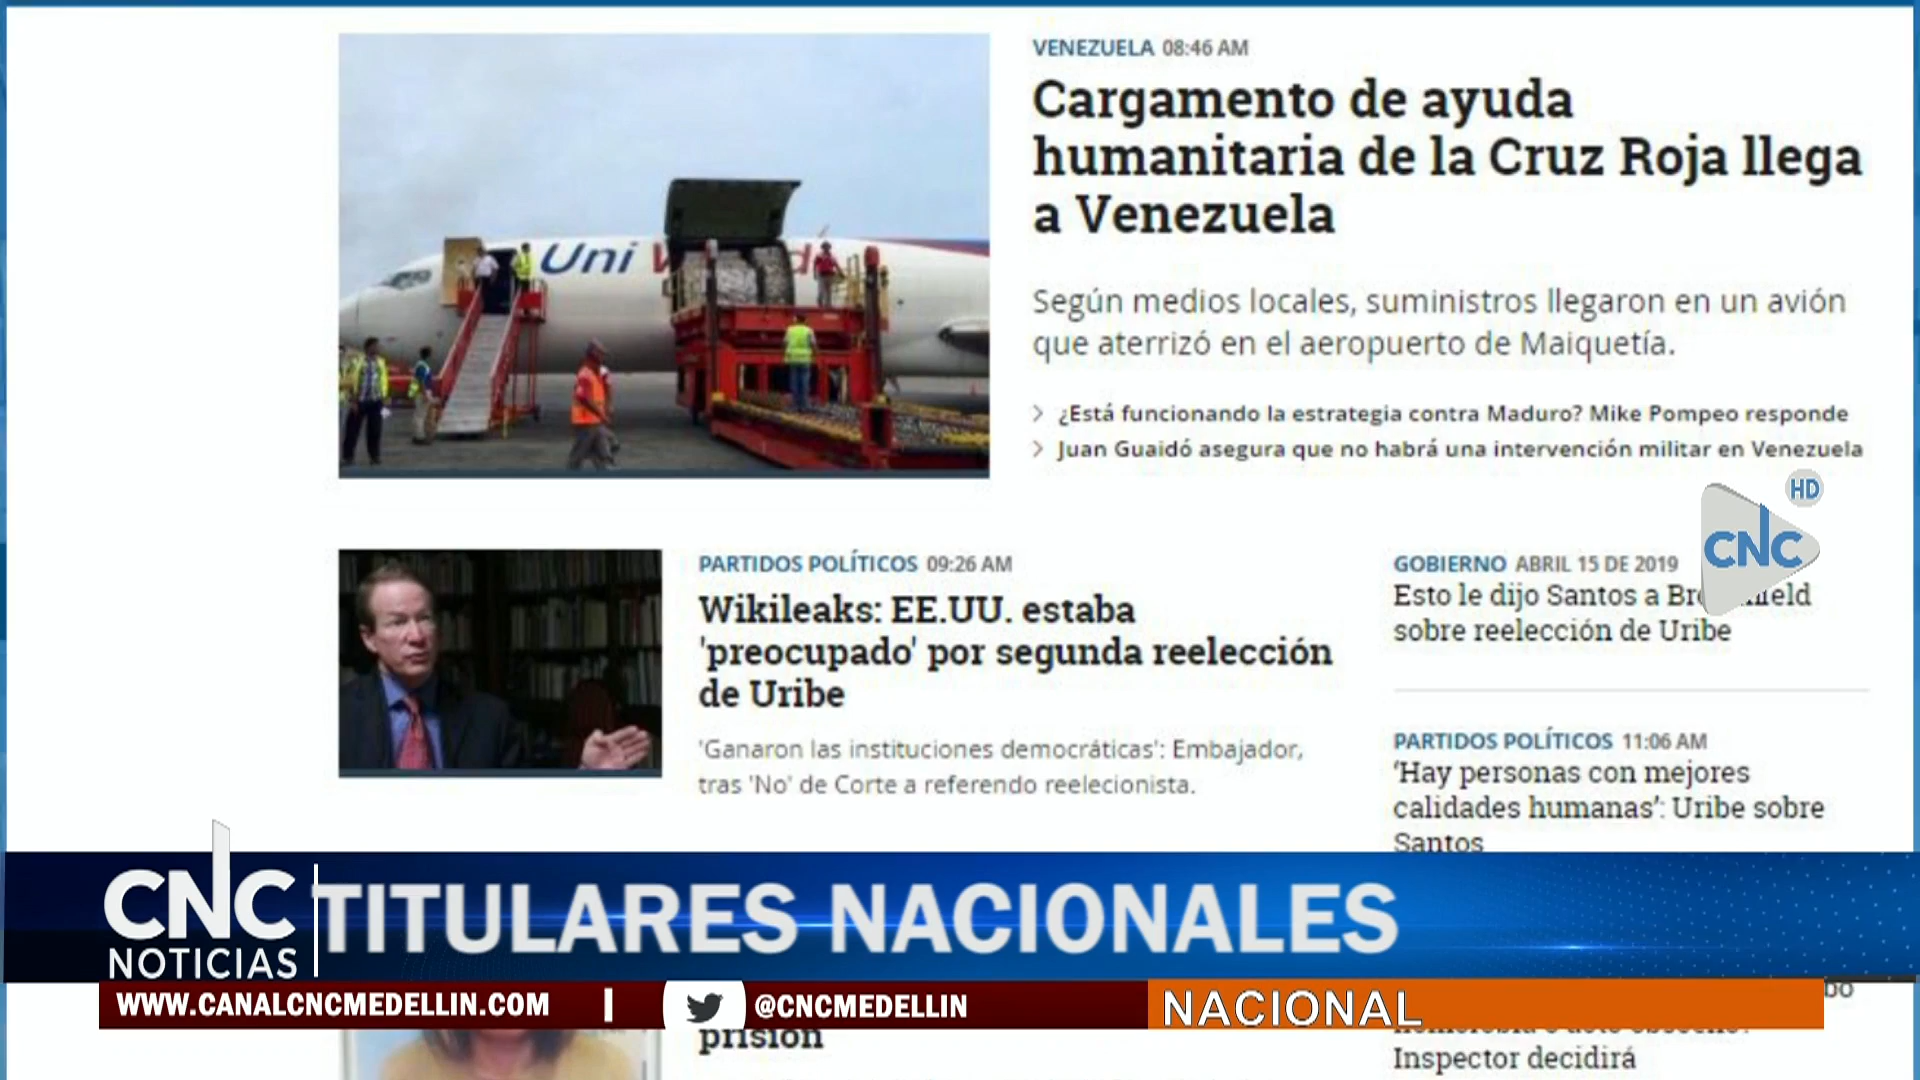 VENEZUELA 08:46 AM
Cargamento de ayuda
humanitaria de la Cruz Roja llega
a Venezuela
Según medios locales, suministros llegaron en un avión
que aterrizó en el aeropuerto de Maiquetía.
¿Está funcionando la estrategia contra Maduro? Mike Pompeo responde
Juan Guaidó asegura que no habrá una intervención militar en Venezuela
Uni
HD
CNC
PARTIDOS POLÍTICOS 09:26 AM
Wikileaks: EE.UU. estaba
'preocupado' por segunda reelección
de Uribe
'Ganaron las instituciones democráticas': Embajador,
tras 'No' de Corte a referendo reelecionista.
GOBIERNO ABRIL 15 DE 2019
Esto le dijo Santos a
sobre reelección de Uribe
PARTIDOS POLÍTICOS 11:06 AM
'Hay personas con mejores
calidades humanas': Uribe sobre
Santos
CNC
NOTICIAS
TITULARES NACIONALES
WWW.CANALCNCMEDELLIN.COM | @CNCMEDELLIN
NACIONAL
prisión
Inspector decidirá